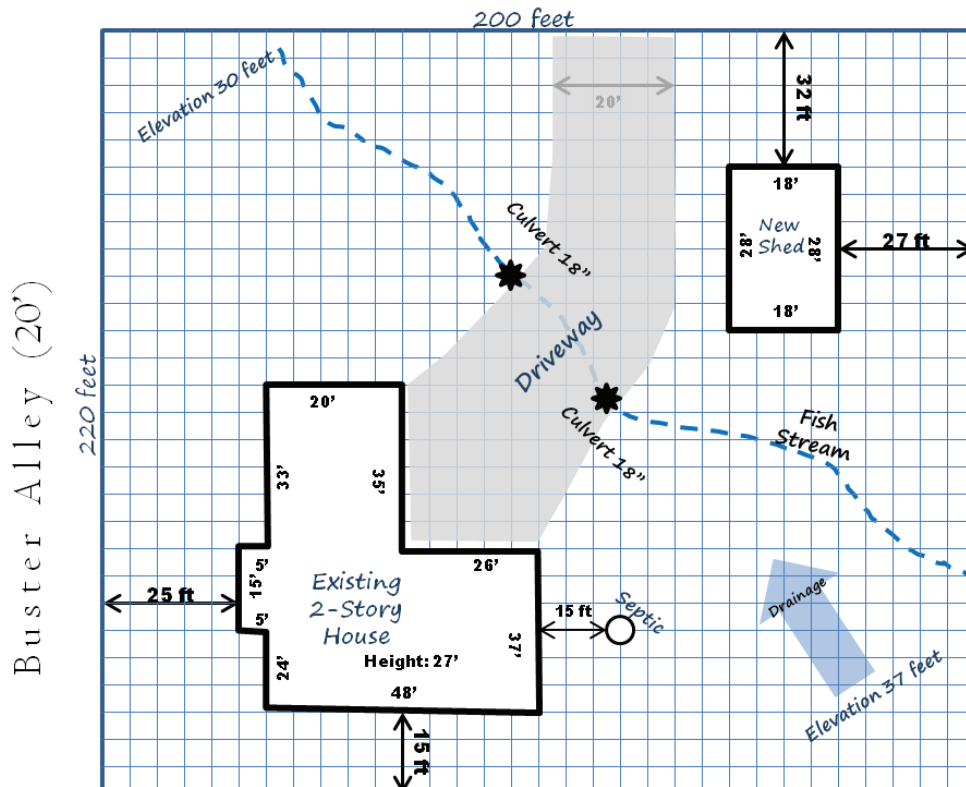 200 feet
Elevation 30 feet
20'
32 ft
18'
New
Shed
28'
28'
27 ft
18'
Culvert 18"
Driveway
Culvert 18"
Fish
Stream
Buster Alley (20')
220 feet
20'
33'
35'
5'
15'
5'
25 ft
26'
Existing
2-Story
House
Height: 27'
37'
24'
48'
15 ft
Septic
15 ft
Drainage
Elevation 37 feet